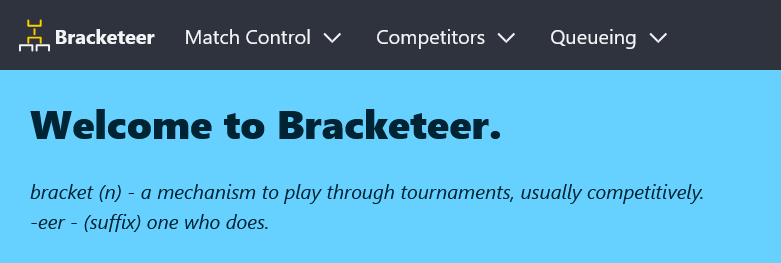 Bracketeer Match Control Competitors Queueing
Welcome to Bracketeer.
bracket (n) - a mechanism to play through tournaments, usually competitively.
-eer - (suffix) one who does.